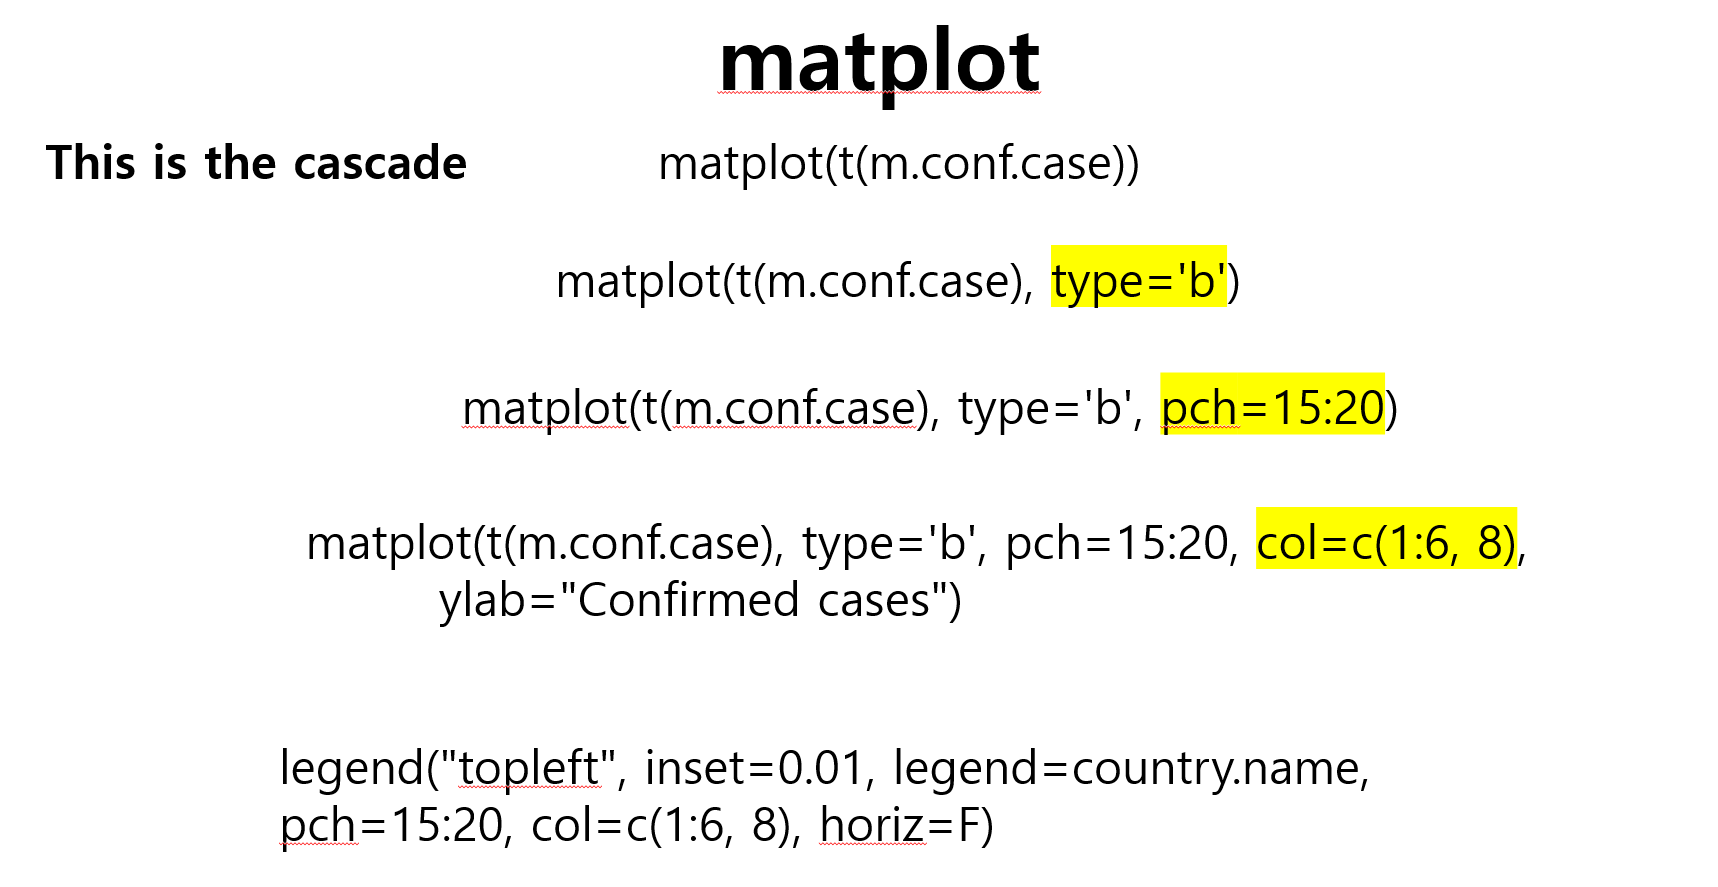 matplot
This is the cascade
matplot(t(m.conf.case))
matplot(t(m.conf.case), type='b')
matplot(t(m.conf.case), type='b', pch=15:20)
matplot(t(m.conf.case), type='b', pch=15:20, col=c(1:6, 8),
ylab="Confirmed cases")
legend("topleft", inset=0.01, legend=country.name,
pch=15:20, col=c(1:6, 8), horiz=F)